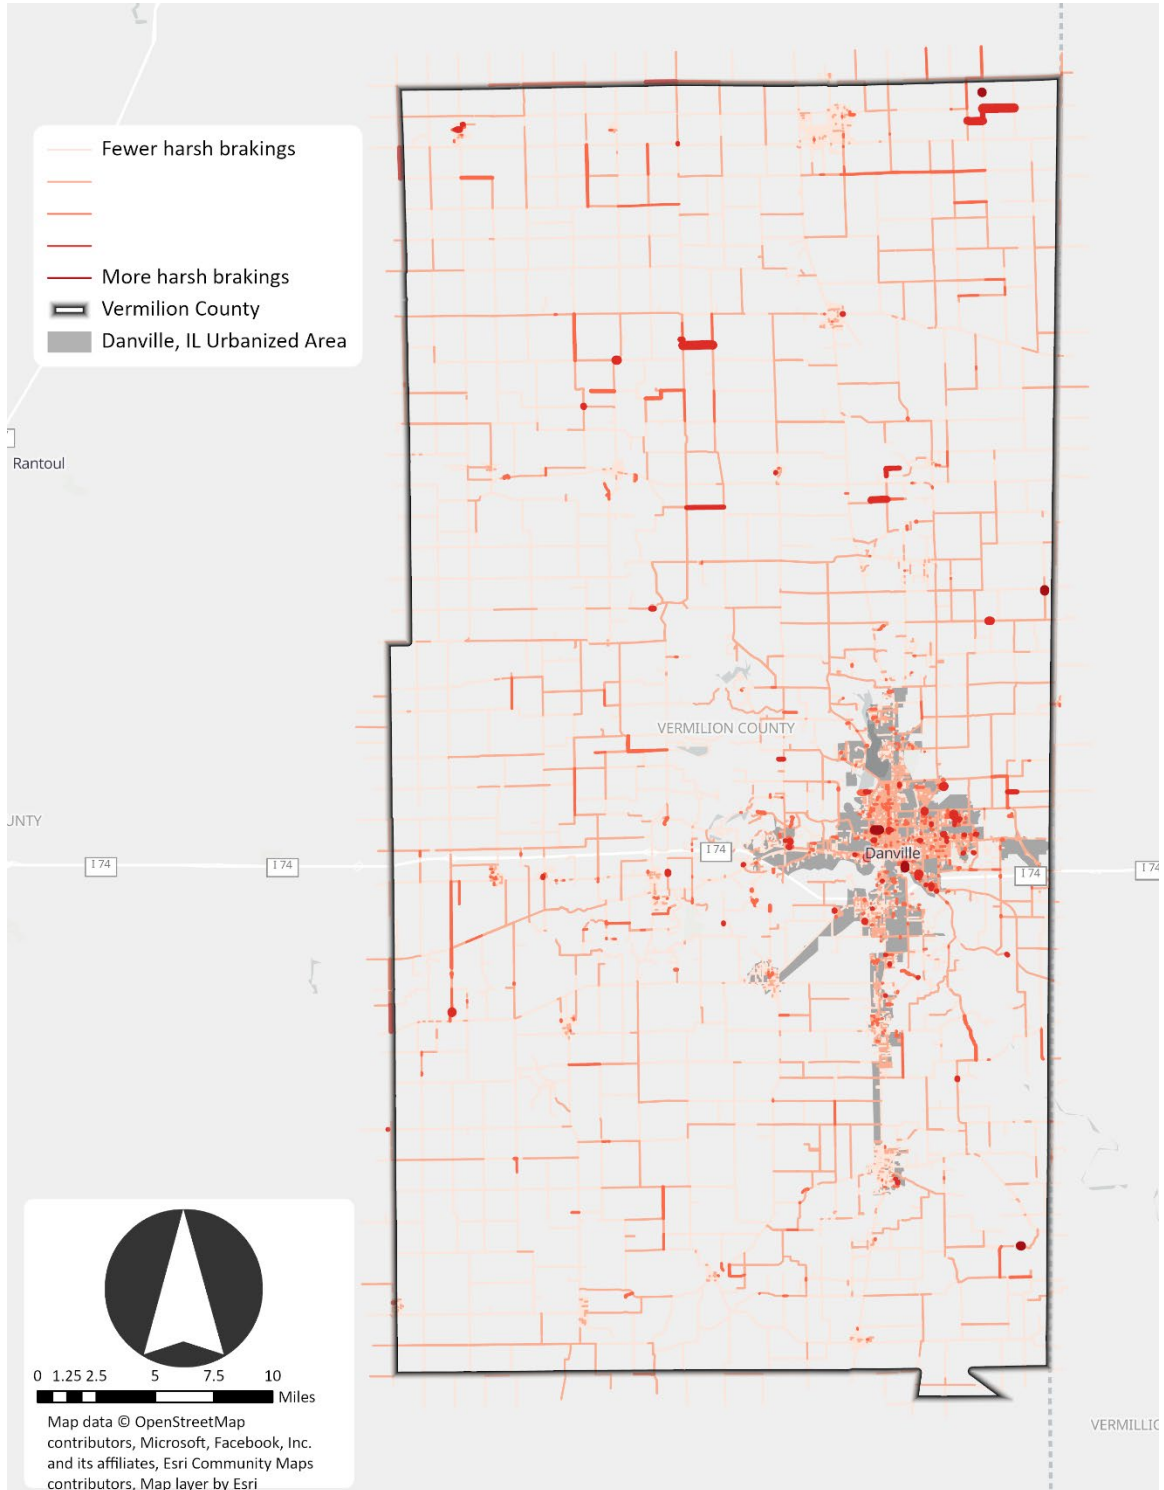 Fewer harsh brakings
More harsh brakings
Vermilion County
Danville, IL Urbanized Area
Rantoul
VERMILION COUNTY
UNTY
I 74
I 74
I 74
Danville
I 74
I 74
0 1.25 2.5 5 7.5 10
Miles
Map data © OpenStreetMap
contributors, Microsoft, Facebook, Inc.
and its affiliates, Esri Community Maps
contributors, Map layer by Esri
VERMILLIO